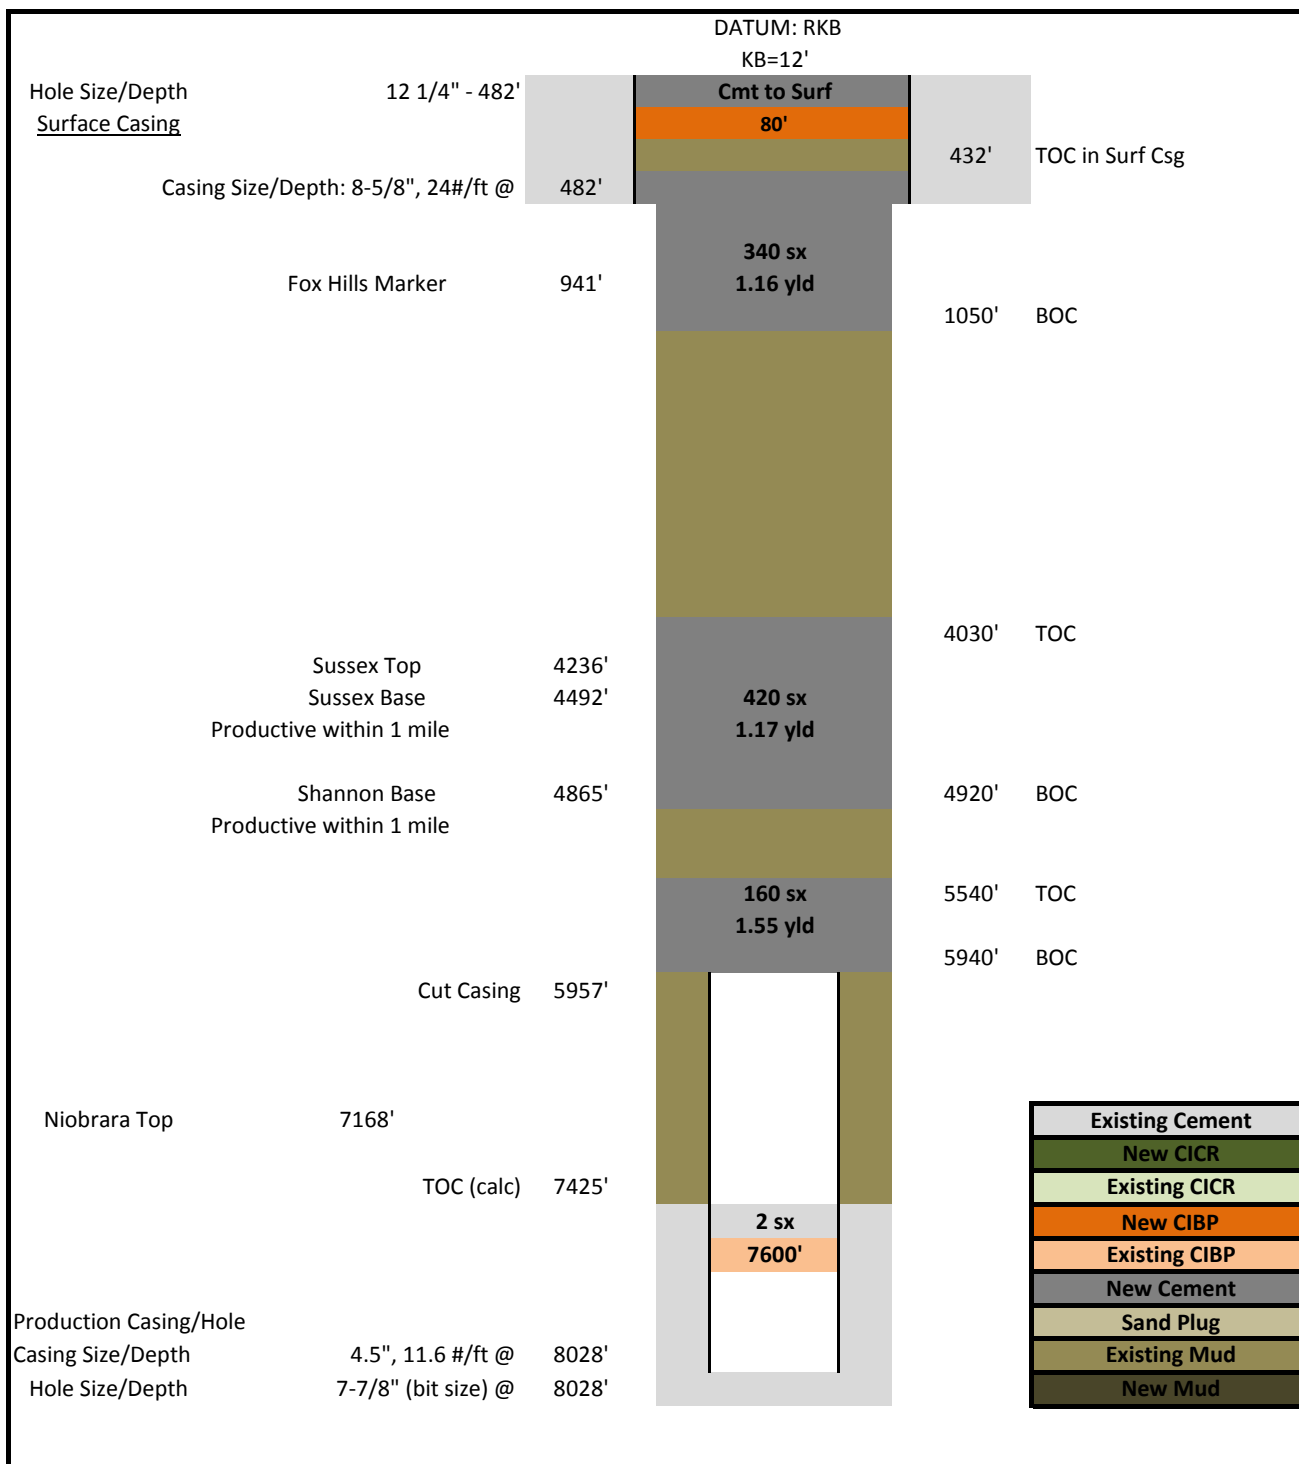 DATUM: RKB
KB=12'
Hole Size/Depth 12 1/4" - 482' Cmt to Surf
Surface Casing 80'
432' TOC in Surf Csg
Casing Size/Depth: 8-5/8", 24#/ft @ 482'
340 sx
Fox Hills Marker 941' 1.16 yld
1050' BOC
4030' TOC
Sussex Top 4236'
Sussex Base 4492' 420 sx
Productive within 1 mile 1.17 yld
Shannon Base 4865' 4920' BOC
Productive within 1 mile
160 sx 5540' TOC
1.55 yld
5940' BOC
Cut Casing 5957'
Niobrara Top 7168' Existing Cement
New CICR
TOC (calc) 7425' Existing CICR
2 sx New CIBP
7600' Existing CIBP
New Cement
Production Casing/Hole Sand Plug
Casing Size/Depth 4.5", 11.6 #/ft @ 8028' Existing Mud
Hole Size/Depth 7-7/8" (bit size) @ 8028' New Mud